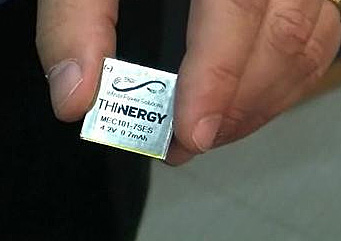 (-)
Infinite Power Solutions
THINERGY
MEC101-7SES
4.2V 0.7mAh